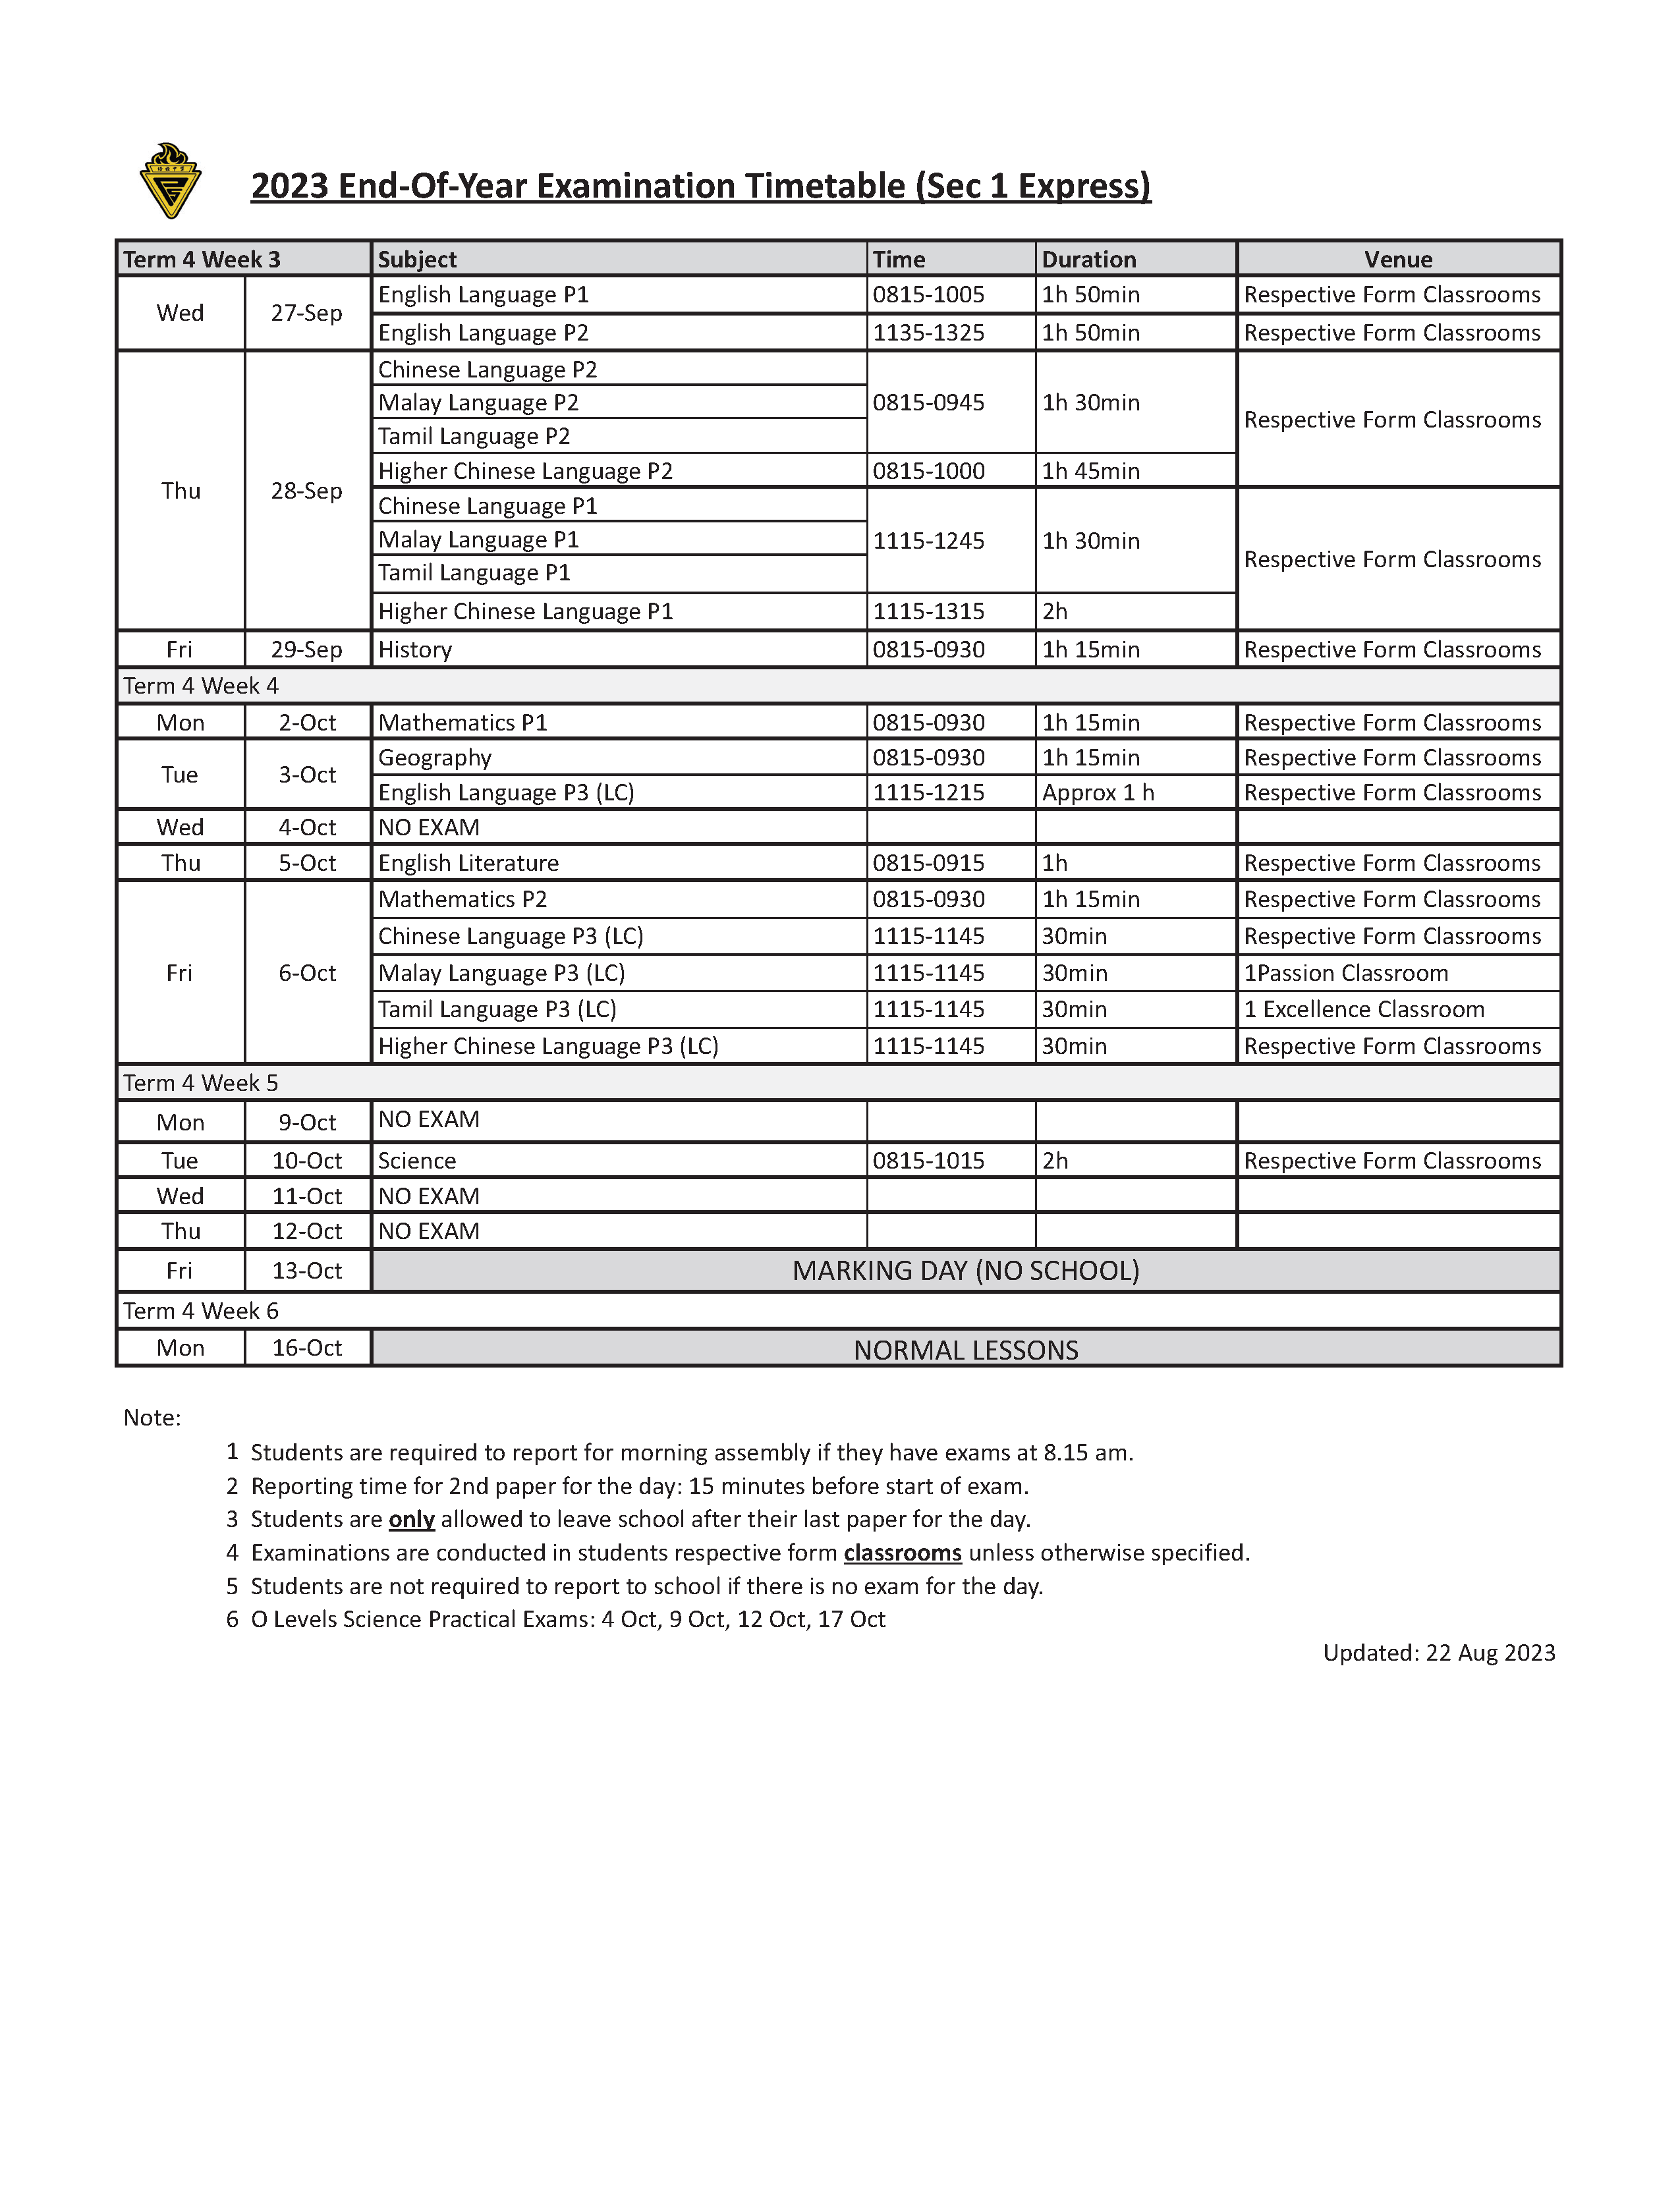 2023 End-Of-Year Examination Timetable (Sec 1 Express)
Term 4 Week 3 Subject Time Duration Venue
Wed 27-Sep English Language P1 0815-1005 1h 50min Respective Form Classrooms
English Language P2 1135-1325 1h 50min Respective Form Classrooms
Thu 28-Sep Chinese Language P2
Malay Language P2 0815-0945 1h 30min Respective Form Classrooms
Tamil Language P2
Higher Chinese Language P2 0815-1000 1h 45min
Chinese Language P1
Malay Language P1 1115-1245 1h 30min Respective Form Classrooms
Tamil Language P1
Higher Chinese Language P1 1115-1315 2h
Fri 29-Sep History 0815-0930 1h 15min Respective Form Classrooms
Term 4 Week 4
Mon 2-Oct Mathematics P1 0815-0930 1h 15min Respective Form Classrooms
Tue 3-Oct Geography 0815-0930 1h 15min Respective Form Classrooms
English Language P3 (LC) 1115-1215 Approx 1 h Respective Form Classrooms
Wed 4-Oct NO EXAM
Thu 5-Oct English Literature 0815-0915 1h Respective Form Classrooms
Fri 6-Oct Mathematics P2 0815-0930 1h 15min Respective Form Classrooms
Chinese Language P3 (LC) 1115-1145 30min Respective Form Classrooms
Malay Language P3 (LC) 1115-1145 30min 1Passion Classroom
Tamil Language P3 (LC) 1115-1145 30min 1 Excellence Classroom
Higher Chinese Language P3 (LC) 1115-1145 30min Respective Form Classrooms
Term 4 Week 5
Mon 9-Oct NO EXAM
Tue 10-Oct Science 0815-1015 2h Respective Form Classrooms
Wed 11-Oct NO EXAM
Thu 12-Oct NO EXAM
Fri 13-Oct MARKING DAY (NO SCHOOL)
Term 4 Week 6
Mon 16-Oct NORMAL LESSONS
Note:
1 Students are required to report for morning assembly if they have exams at 8.15 am.
2 Reporting time for 2nd paper for the day: 15 minutes before start of exam.
3 Students are only allowed to leave school after their last paper for the day.
4 Examinations are conducted in students respective form classrooms unless otherwise specified.
5 Students are not required to report to school if there is no exam for the day.
6 O Levels Science Practical Exams: 4 Oct, 9 Oct, 12 Oct, 17 Oct
Updated: 22 Aug 2023